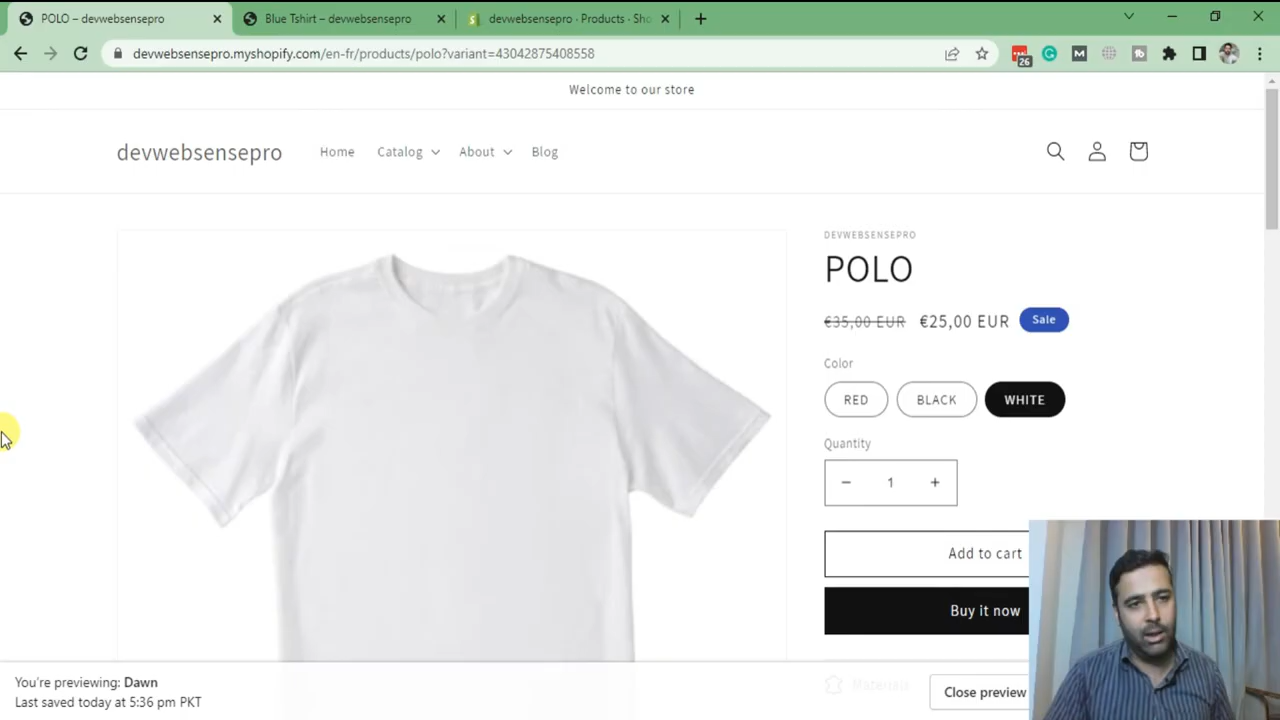 POLO – devwebsensepro
Blue Tshirt – devwebsensepro
devwebsensepro · Products · Sho
devwebsensepro.myshopify.com/en-fr/products/polo?variant=43042875408558
26
Welcome to our store
devwebsensepro
Home
Catalog
About
Blog
DEVWEBSENSEPRO
POLO
€35,00 EUR €25,00 EUR Sale
Color
RED BLACK WHITE
Quantity
− 1 +
Add to cart
Buy it now
Materials
You're previewing: Dawn
Last saved today at 5:36 pm PKT
Close preview